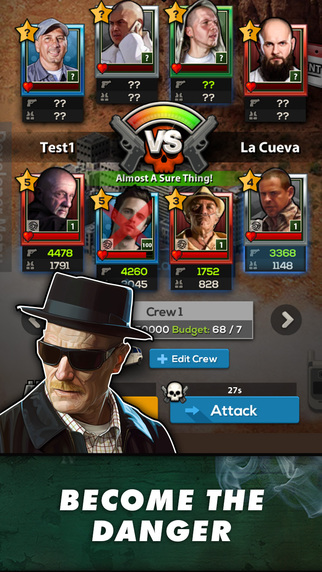 ? ? ? ?
? ? ? ?
?? ?? ?? ??
?? ?? ?? ??
Test1 VS La Cueva
Almost A Sure Thing!
5 5 3 4
1 100 1 1
4478 4260 1752 3368
1791 2045 828 1148
Crew 1
0000 Budget: 68 / 7
Edit Crew
27s
Attack
BECOME THE
DANGER